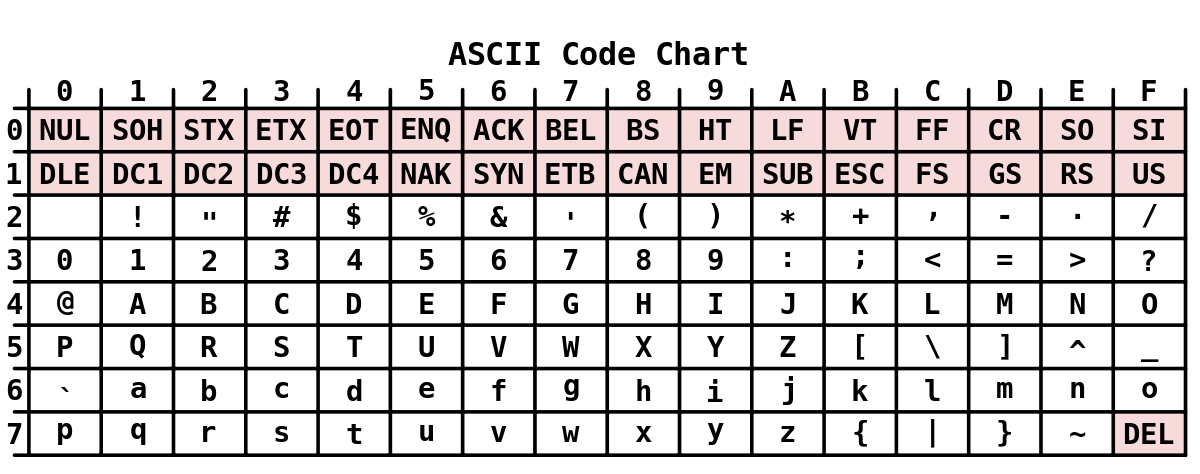 ASCII Code Chart
0 1 2 3 4 5 6 7 8 9 A B C D E F
0 NUL SOH STX ETX EOT ENQ ACK BEL BS HT LF VT FF CR SO SI
1 DLE DC1 DC2 DC3 DC4 NAK SYN ETB CAN EM SUB ESC FS GS RS US
2 ! " # $ % & ' ( ) * + , - . /
3 0 1 2 3 4 5 6 7 8 9 : ; < = > ?
4 @ A B C D E F G H I J K L M N O
5 P Q R S T U V W X Y Z [ \ ] ^ _
6 ` a b c d e f g h i j k l m n o
7 p q r s t u v w x y z { | } ~ DEL